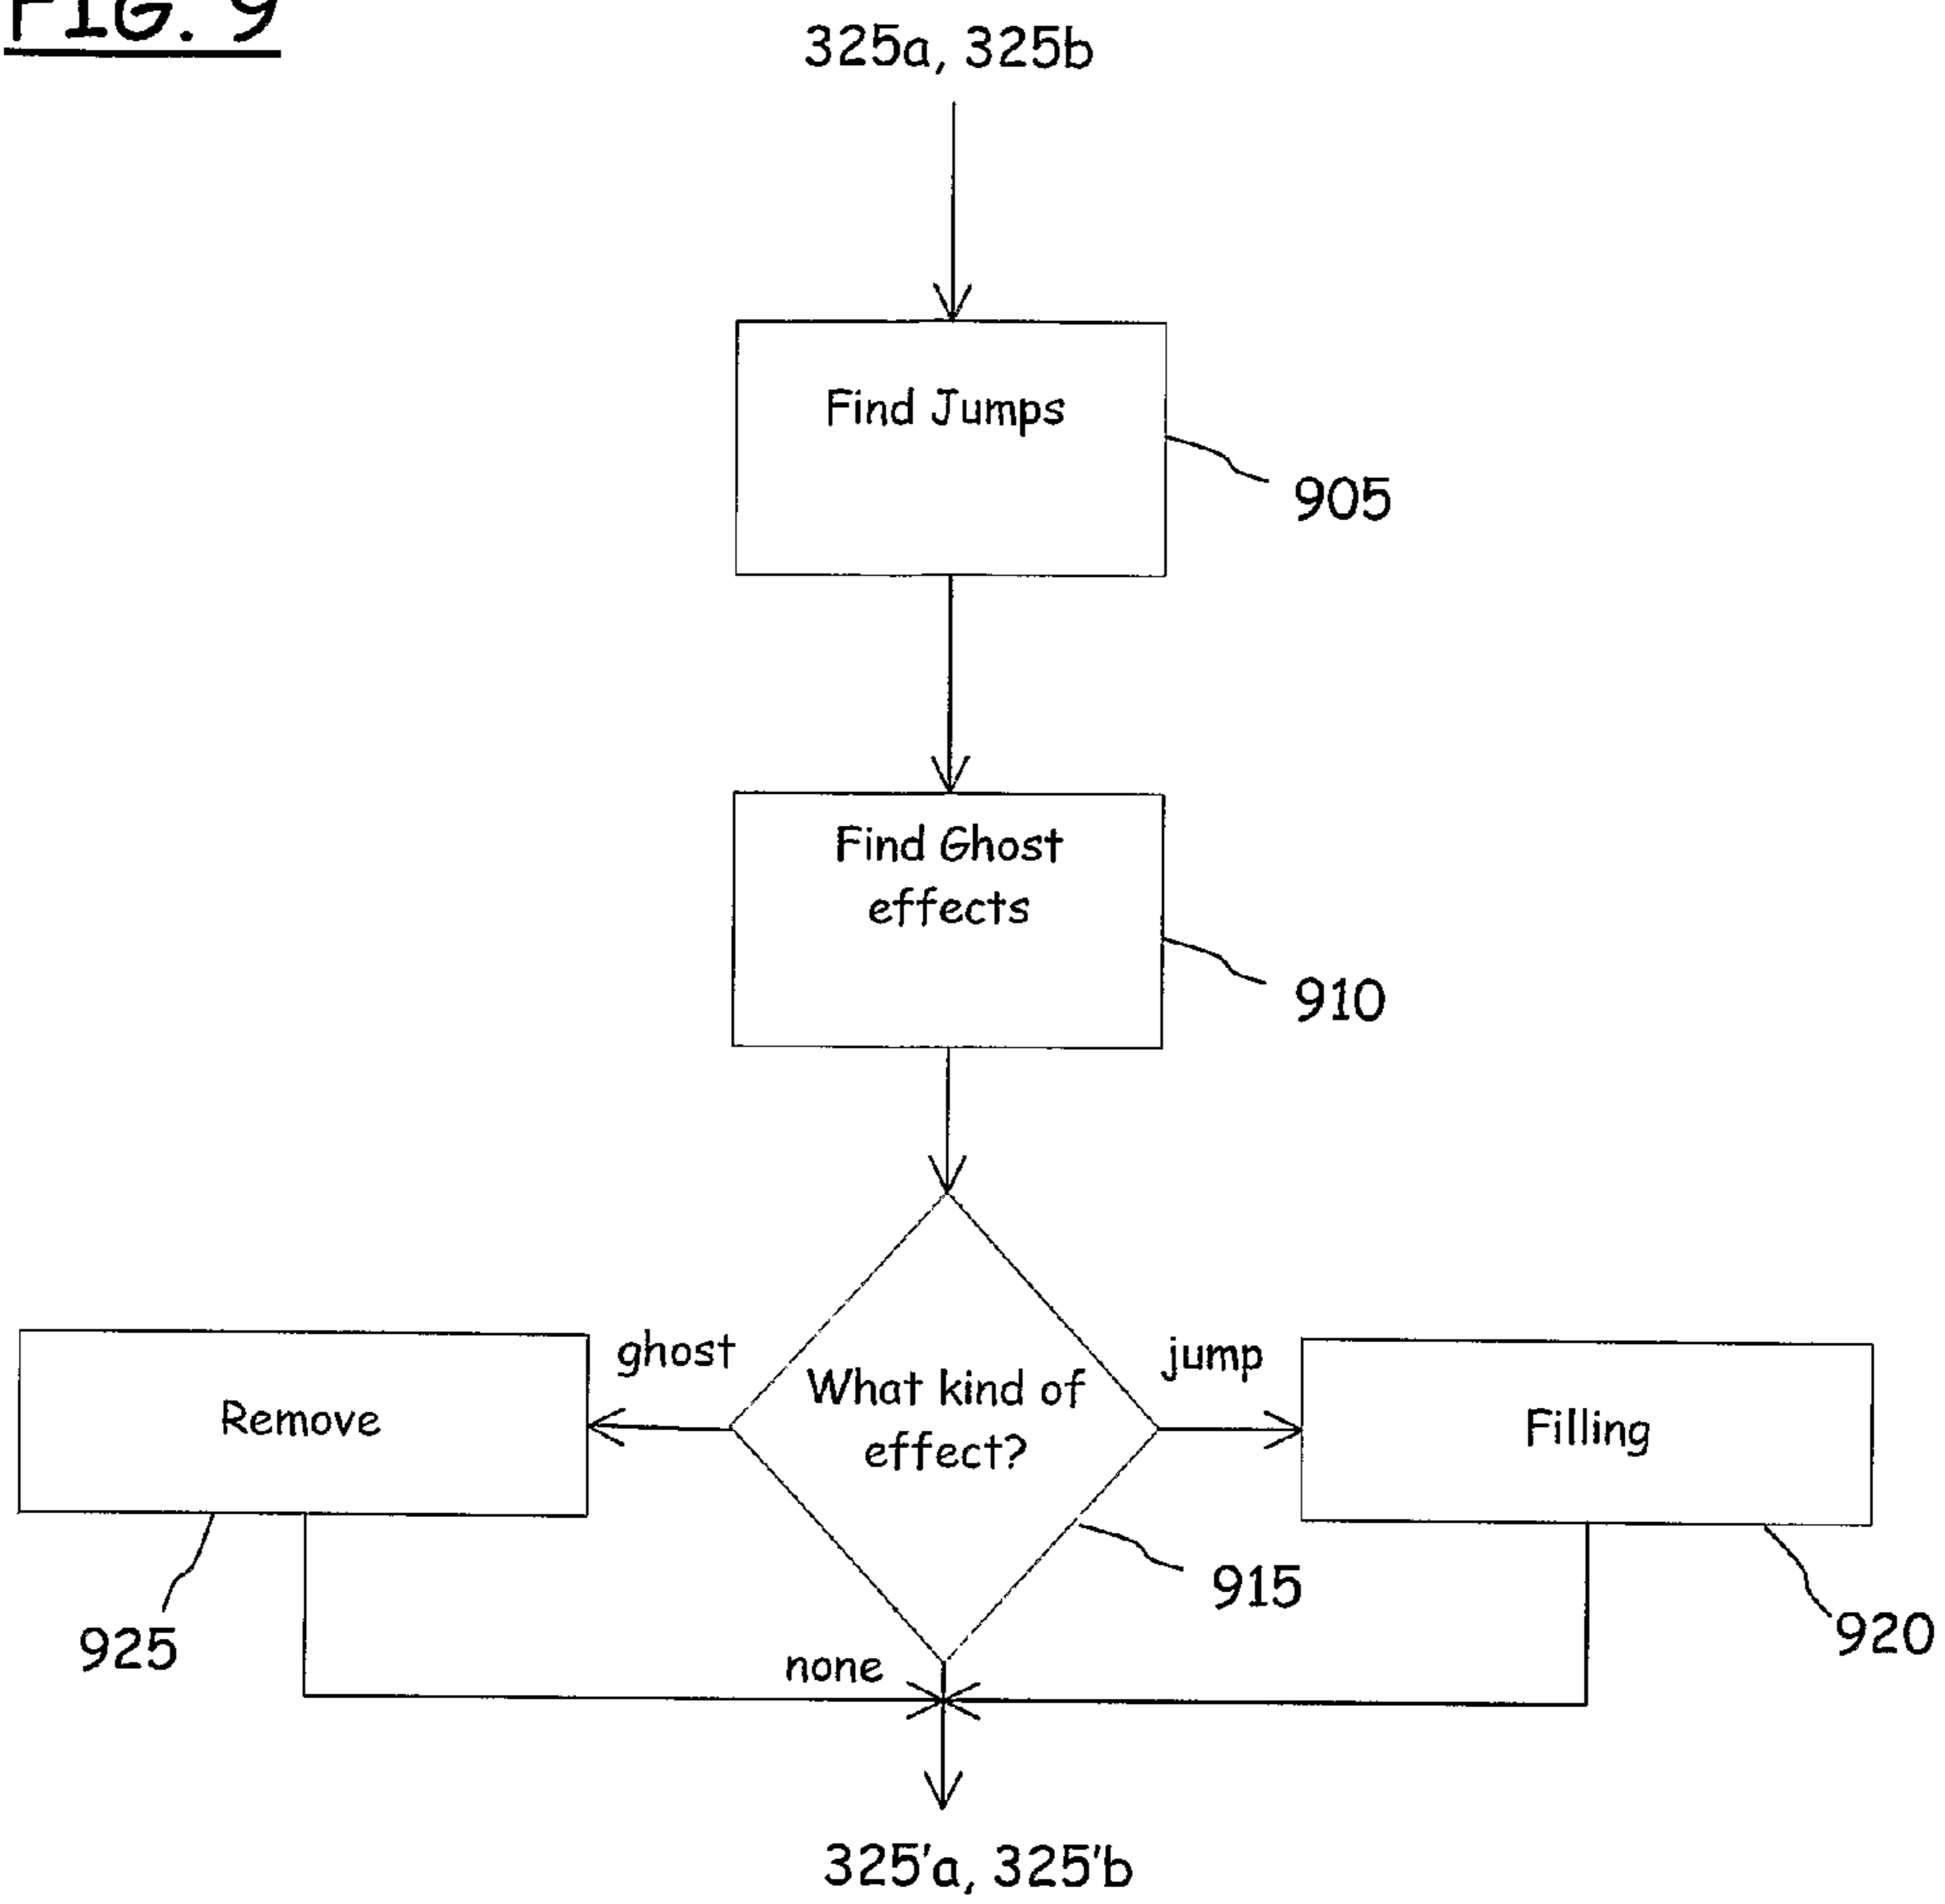 FIG. 9
325a, 325b
Find Jumps
905
Find Ghost
effects
910
ghost
jump
What kind of
effect?
Remove
Filling
915
925
920
none
325'a, 325'b